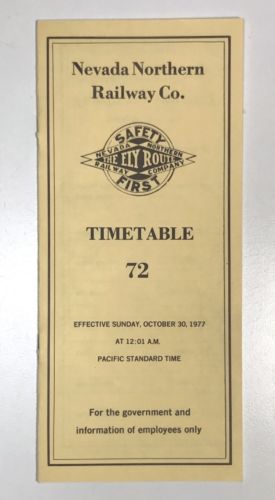 Nevada Northern
Railway Co.
SAFETY
NEVADA NORTHERN
THE ELY ROUTE
RAILWAY COMPANY
FIRST
TIMETABLE
72
EFFECTIVE SUNDAY, OCTOBER 30, 1977
AT 12:01 A.M.
PACIFIC STANDARD TIME
For the government and
information of employees only